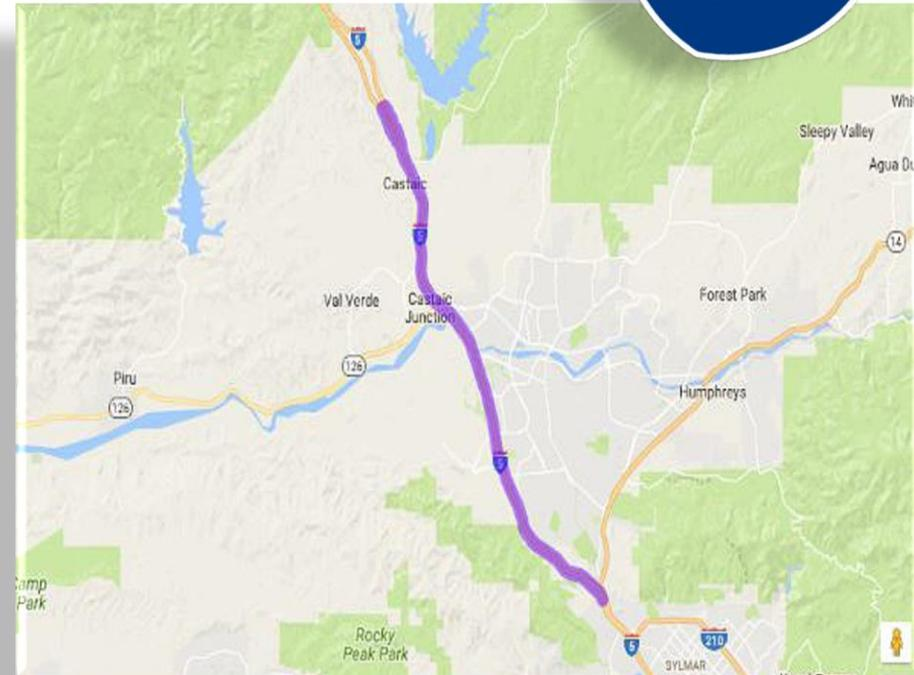 5
Whi
Sleepy Valley
Agua Du
Castaic
5
14
Val Verde
Castaic
Junction
Forest Park
126
Piru
126
Humphreys
5
amp
Park
Rocky
Peak Park
5
210
SYLMAR